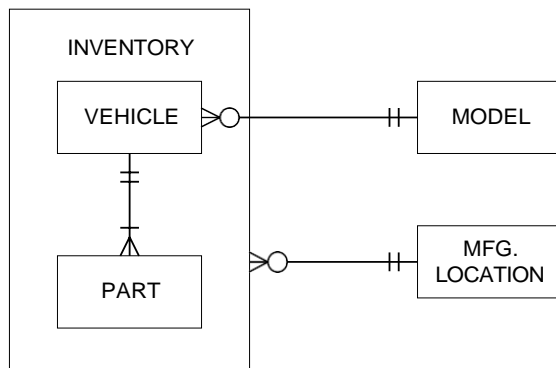 INVENTORY
VEHICLE
MODEL
PART
MFG.
LOCATION